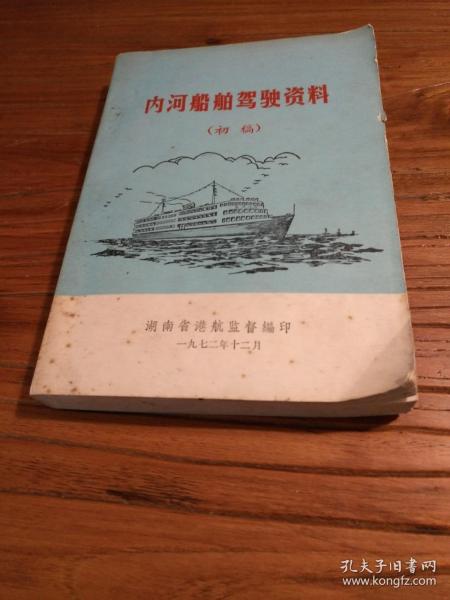 内河船舶驾驶资料
(初稿)
湖南省港航监督编印
一九七二年十二月
孔夫子旧书网
www.kongfz.com